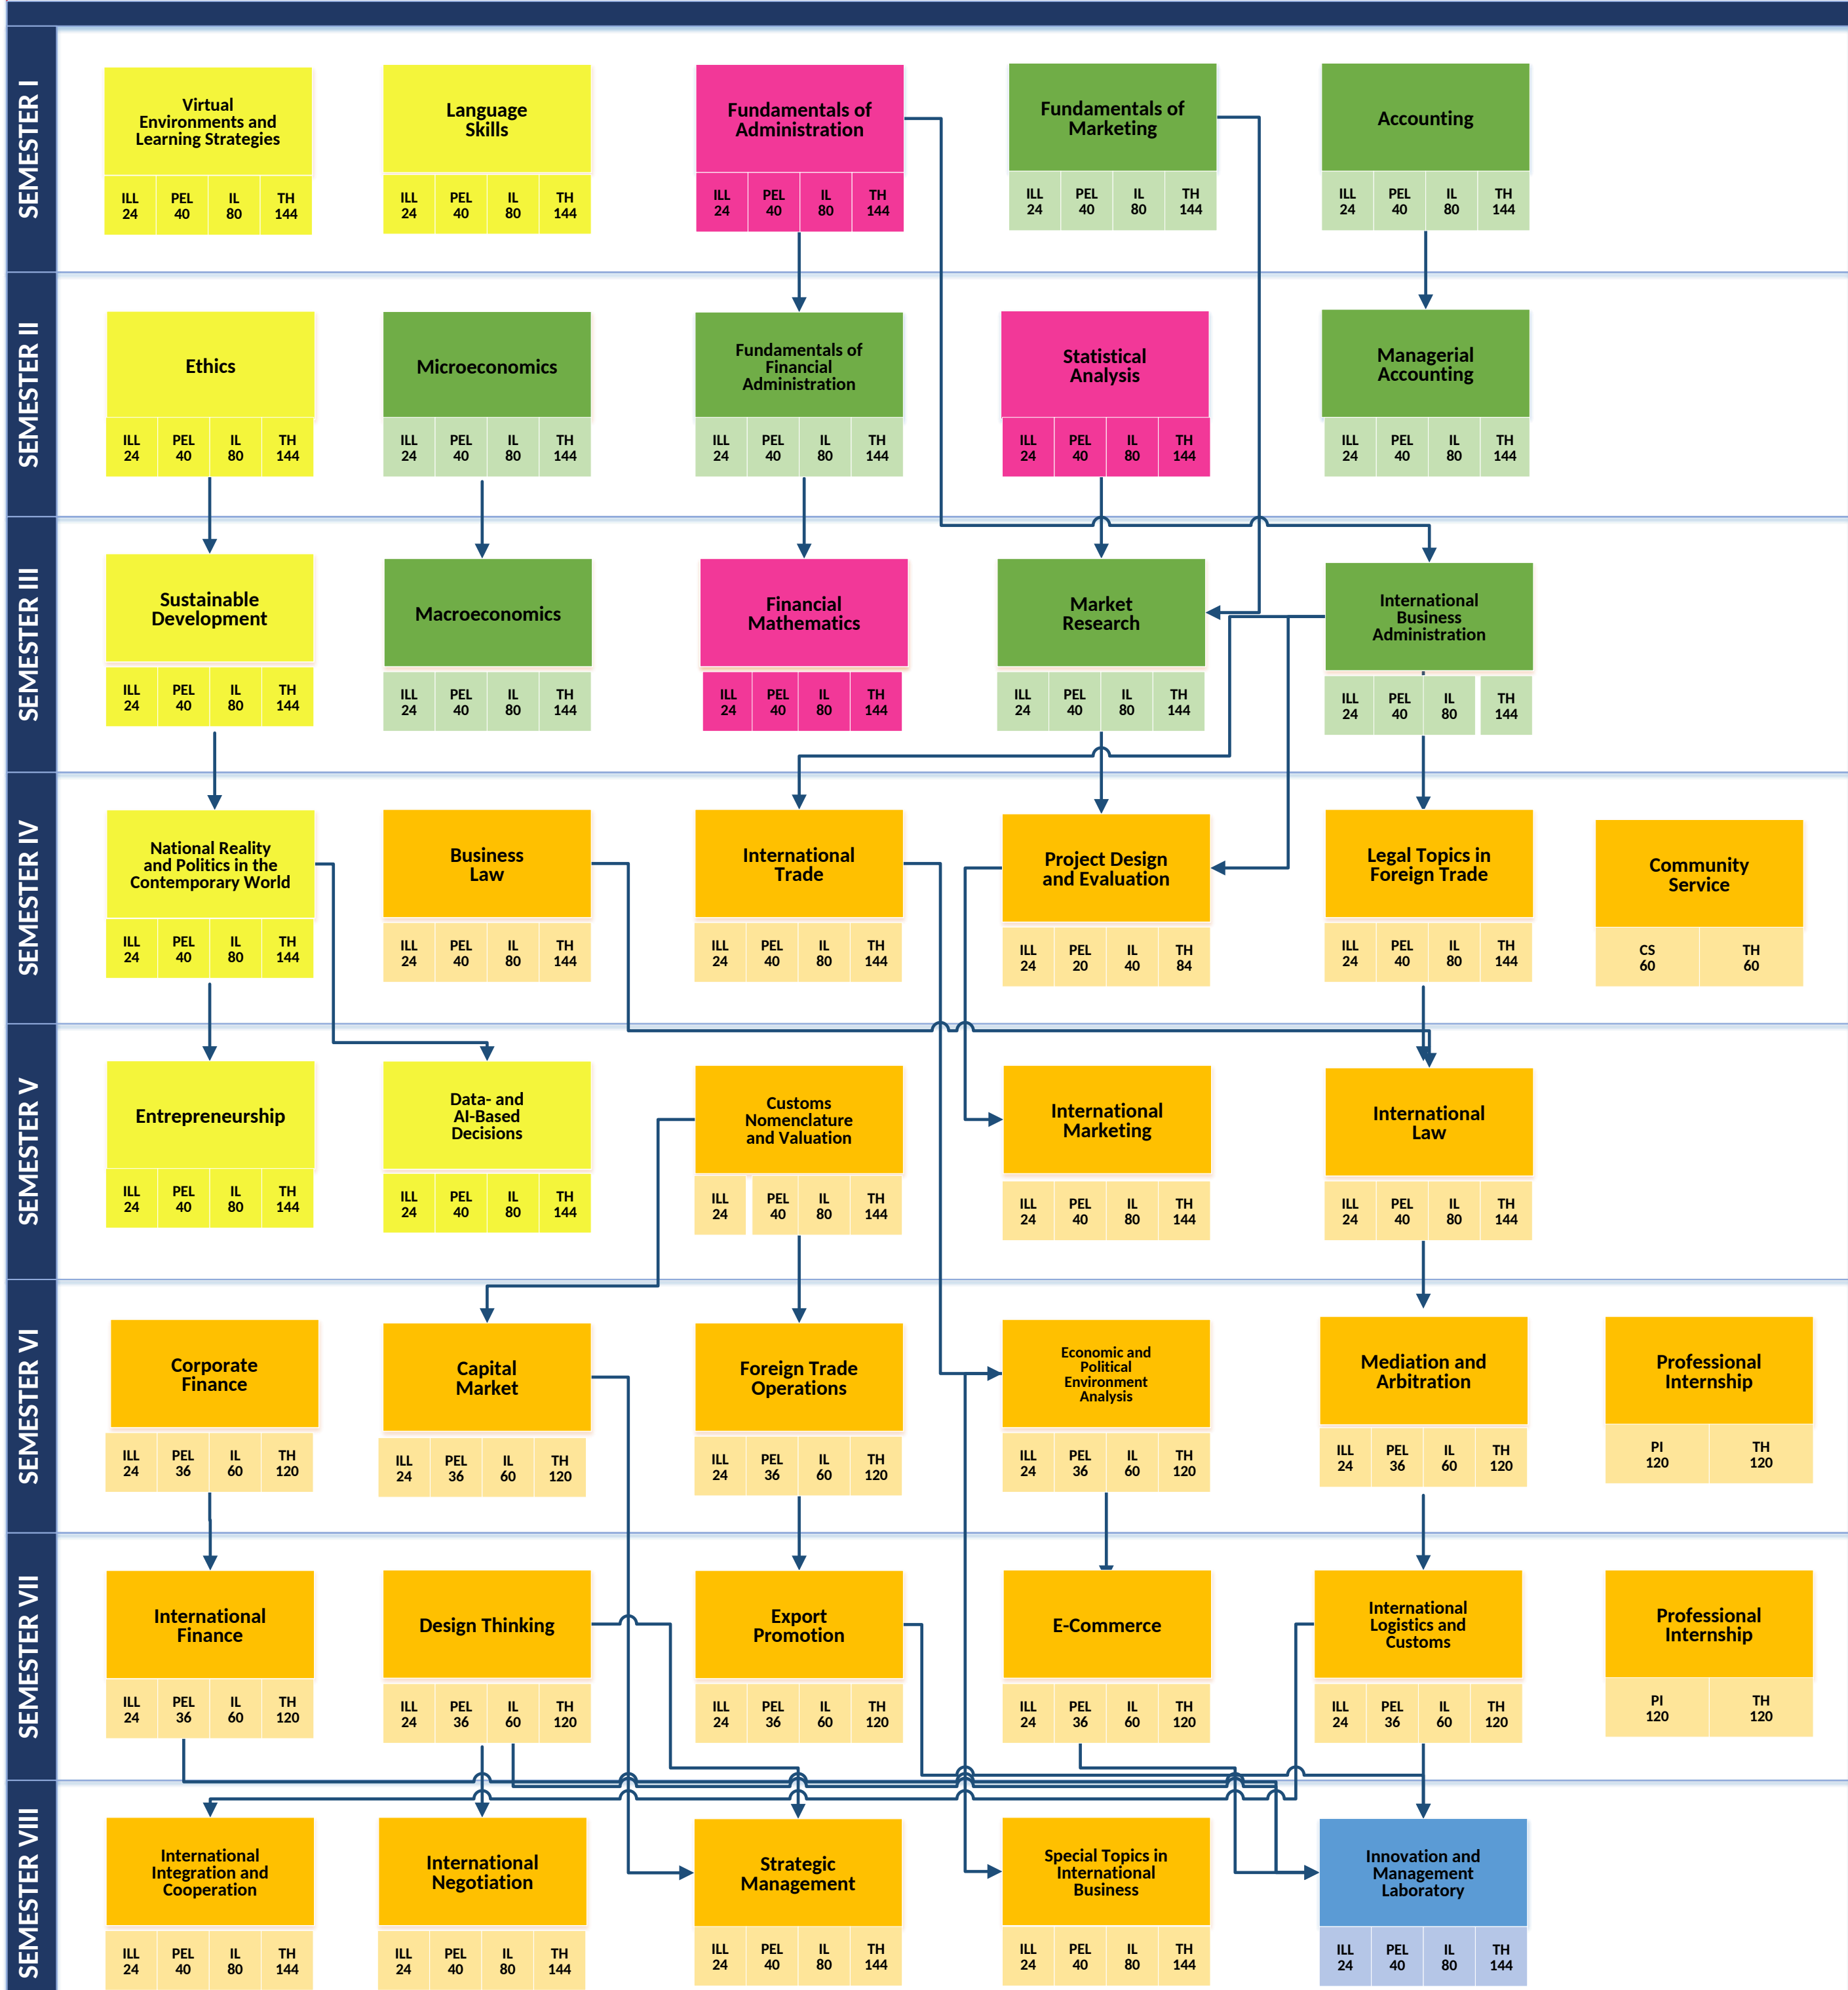 SEMESTER I
Virtual
Environments and
Learning Strategies
ILL PEL IL TH
24 40 80 144
Language
Skills
ILL PEL IL TH
24 40 80 144
Fundamentals of
Administration
ILL PEL IL TH
24 40 80 144
Fundamentals of
Marketing
ILL PEL IL TH
24 40 80 144
Accounting
ILL PEL IL TH
24 40 80 144
SEMESTER II
Ethics
ILL PEL IL TH
24 40 80 144
Microeconomics
ILL PEL IL TH
24 40 80 144
Fundamentals of
Financial
Administration
ILL PEL IL TH
24 40 80 144
Statistical
Analysis
ILL PEL IL TH
24 40 80 144
Managerial
Accounting
ILL PEL IL TH
24 40 80 144
SEMESTER III
Sustainable
Development
ILL PEL IL TH
24 40 80 144
Macroeconomics
ILL PEL IL TH
24 40 80 144
Financial
Mathematics
ILL PEL IL TH
24 40 80 144
Market
Research
ILL PEL IL TH
24 40 80 144
International
Business
Administration
ILL PEL IL TH
24 40 80 144
SEMESTER IV
National Reality
and Politics in the
Contemporary World
ILL PEL IL TH
24 40 80 144
Business
Law
ILL PEL IL TH
24 40 80 144
International
Trade
ILL PEL IL TH
24 40 80 144
Project Design
and Evaluation
ILL PEL IL TH
24 20 40 84
Legal Topics in
Foreign Trade
ILL PEL IL TH
24 40 80 144
Community
Service
CS TH
60 60
SEMESTER V
Entrepreneurship
ILL PEL IL TH
24 40 80 144
Data- and
AI-Based
Decisions
ILL PEL IL TH
24 40 80 144
Customs
Nomenclature
and Valuation
ILL PEL IL TH
24 40 80 144
International
Marketing
ILL PEL IL TH
24 40 80 144
International
Law
ILL PEL IL TH
24 40 80 144
SEMESTER VI
Corporate
Finance
ILL PEL IL TH
24 36 60 120
Capital
Market
ILL PEL IL TH
24 36 60 120
Foreign Trade
Operations
ILL PEL IL TH
24 36 60 120
Economic and
Political
Environment
Analysis
ILL PEL IL TH
24 36 60 120
Mediation and
Arbitration
ILL PEL IL TH
24 36 60 120
Professional
Internship
PI TH
120 120
SEMESTER VII
International
Finance
ILL PEL IL TH
24 36 60 120
Design Thinking
ILL PEL IL TH
24 36 60 120
Export
Promotion
ILL PEL IL TH
24 36 60 120
E-Commerce
ILL PEL IL TH
24 36 60 120
International
Logistics and
Customs
ILL PEL IL TH
24 36 60 120
Professional
Internship
PI TH
120 120
SEMESTER VIII
International
Integration and
Cooperation
ILL PEL IL TH
24 40 80 144
International
Negotiation
ILL PEL IL TH
24 40 80 144
Strategic
Management
ILL PEL IL TH
24 40 80 144
Special Topics in
International
Business
ILL PEL IL TH
24 40 80 144
Innovation and
Management
Laboratory
ILL PEL IL TH
24 40 80 144